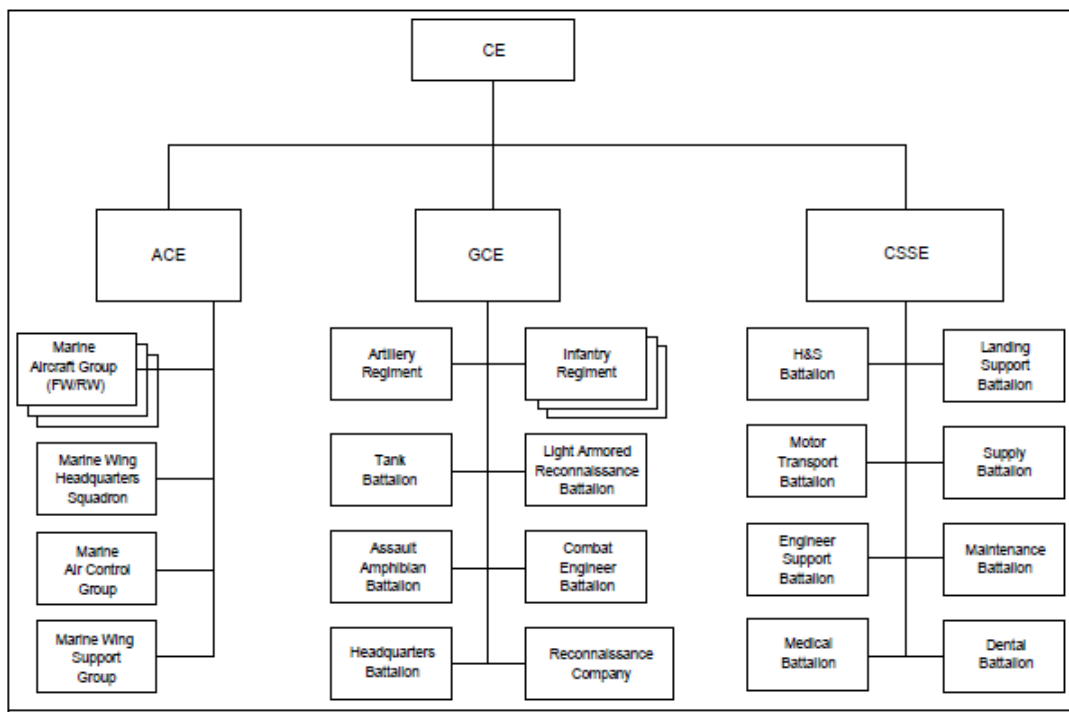 CE
ACE
GCE
CSSE
Marine
Aircraft Group
(FW/RW)
Marine Wing
Headquarters
Squadron
Marine
Air Control
Group
Marine Wing
Support
Group
Artillery
Regiment
Infantry
Regiment
Tank
Battalion
Light Armored
Reconnaissance
Battalion
Assault
Amphibian
Battalion
Combat
Engineer
Battalion
Headquarters
Battalion
Reconnaissance
Company
H&S
Battalion
Landing
Support
Battalion
Motor
Transport
Battalion
Supply
Battalion
Engineer
Support
Battalion
Maintenance
Battalion
Medical
Battalion
Dental
Battalion